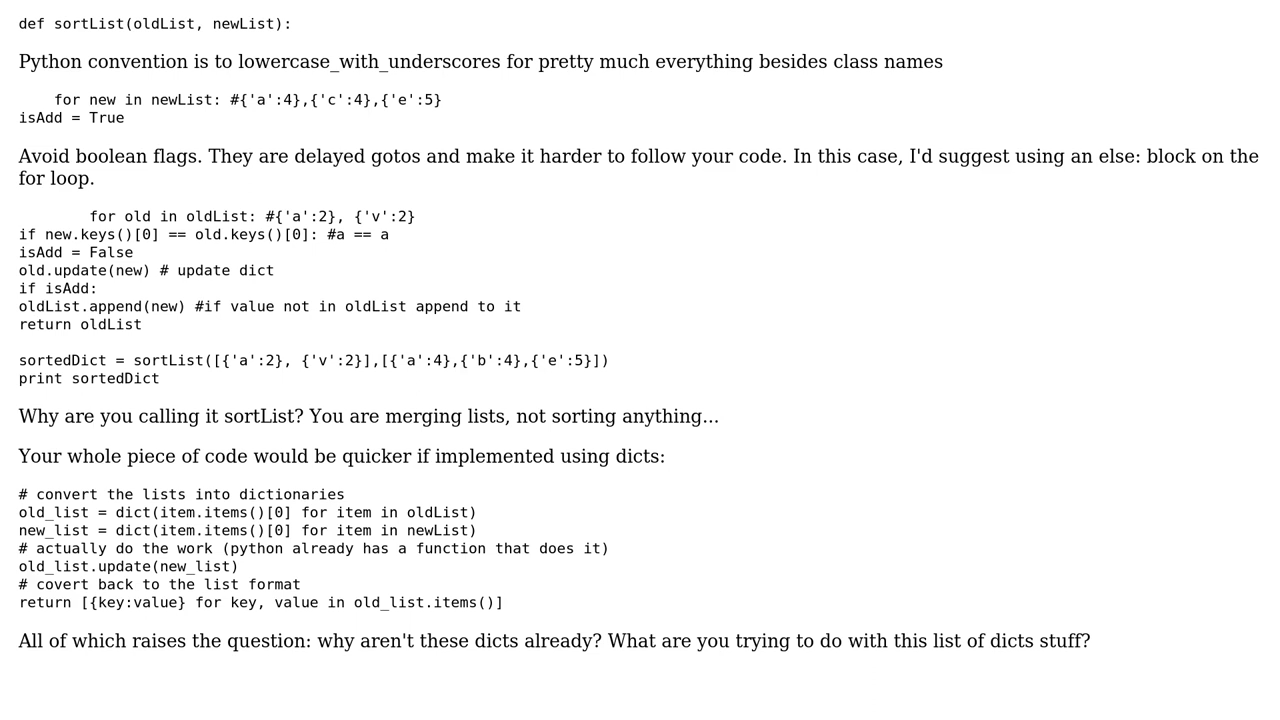 def sortList(oldList, newList):
Python convention is to lowercase_with_underscores for pretty much everything besides class names
    for new in newList: #{'a':4},{'c':4},{'e':5}
isAdd = True
Avoid boolean flags. They are delayed gotos and make it harder to follow your code. In this case, I'd suggest using an else: block on the
for loop.
        for old in oldList: #{'a':2}, {'v':2}
if new.keys()[0] == old.keys()[0]: #a == a
isAdd = False
old.update(new) # update dict
if isAdd:
oldList.append(new) #if value not in oldList append to it
return oldList
sortedDict = sortList([{'a':2}, {'v':2}],[{'a':4},{'b':4},{'e':5}])
print sortedDict
Why are you calling it sortList? You are merging lists, not sorting anything...
Your whole piece of code would be quicker if implemented using dicts:
# convert the lists into dictionaries
old_list = dict(item.items()[0] for item in oldList)
new_list = dict(item.items()[0] for item in newList)
# actually do the work (python already has a function that does it)
old_list.update(new_list)
# covert back to the list format
return [{key:value} for key, value in old_list.items()]
All of which raises the question: why aren't these dicts already? What are you trying to do with this list of dicts stuff?